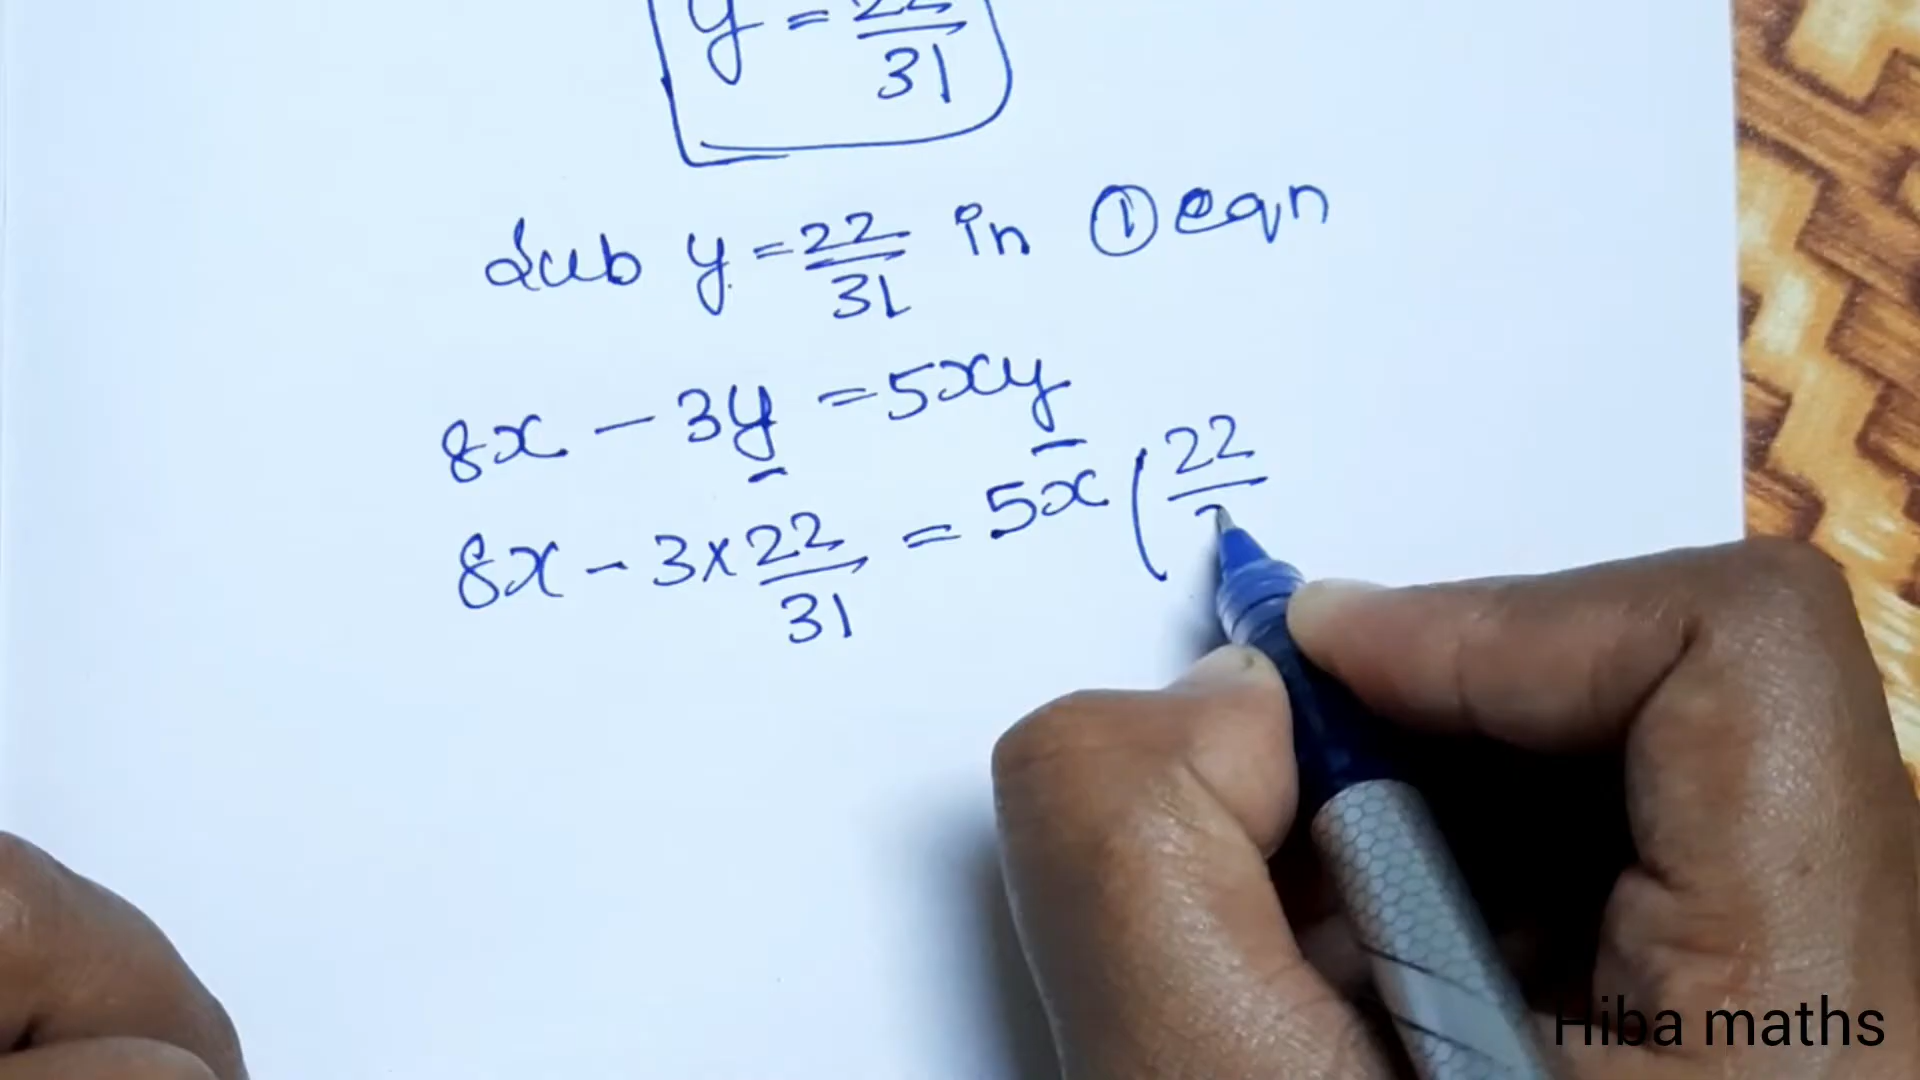 y = 22/31
Sub y = 22/31 in ① eqn
8x - 3y = 5xy
8x - 3 × 22/31 = 5x (22/
Hiba maths